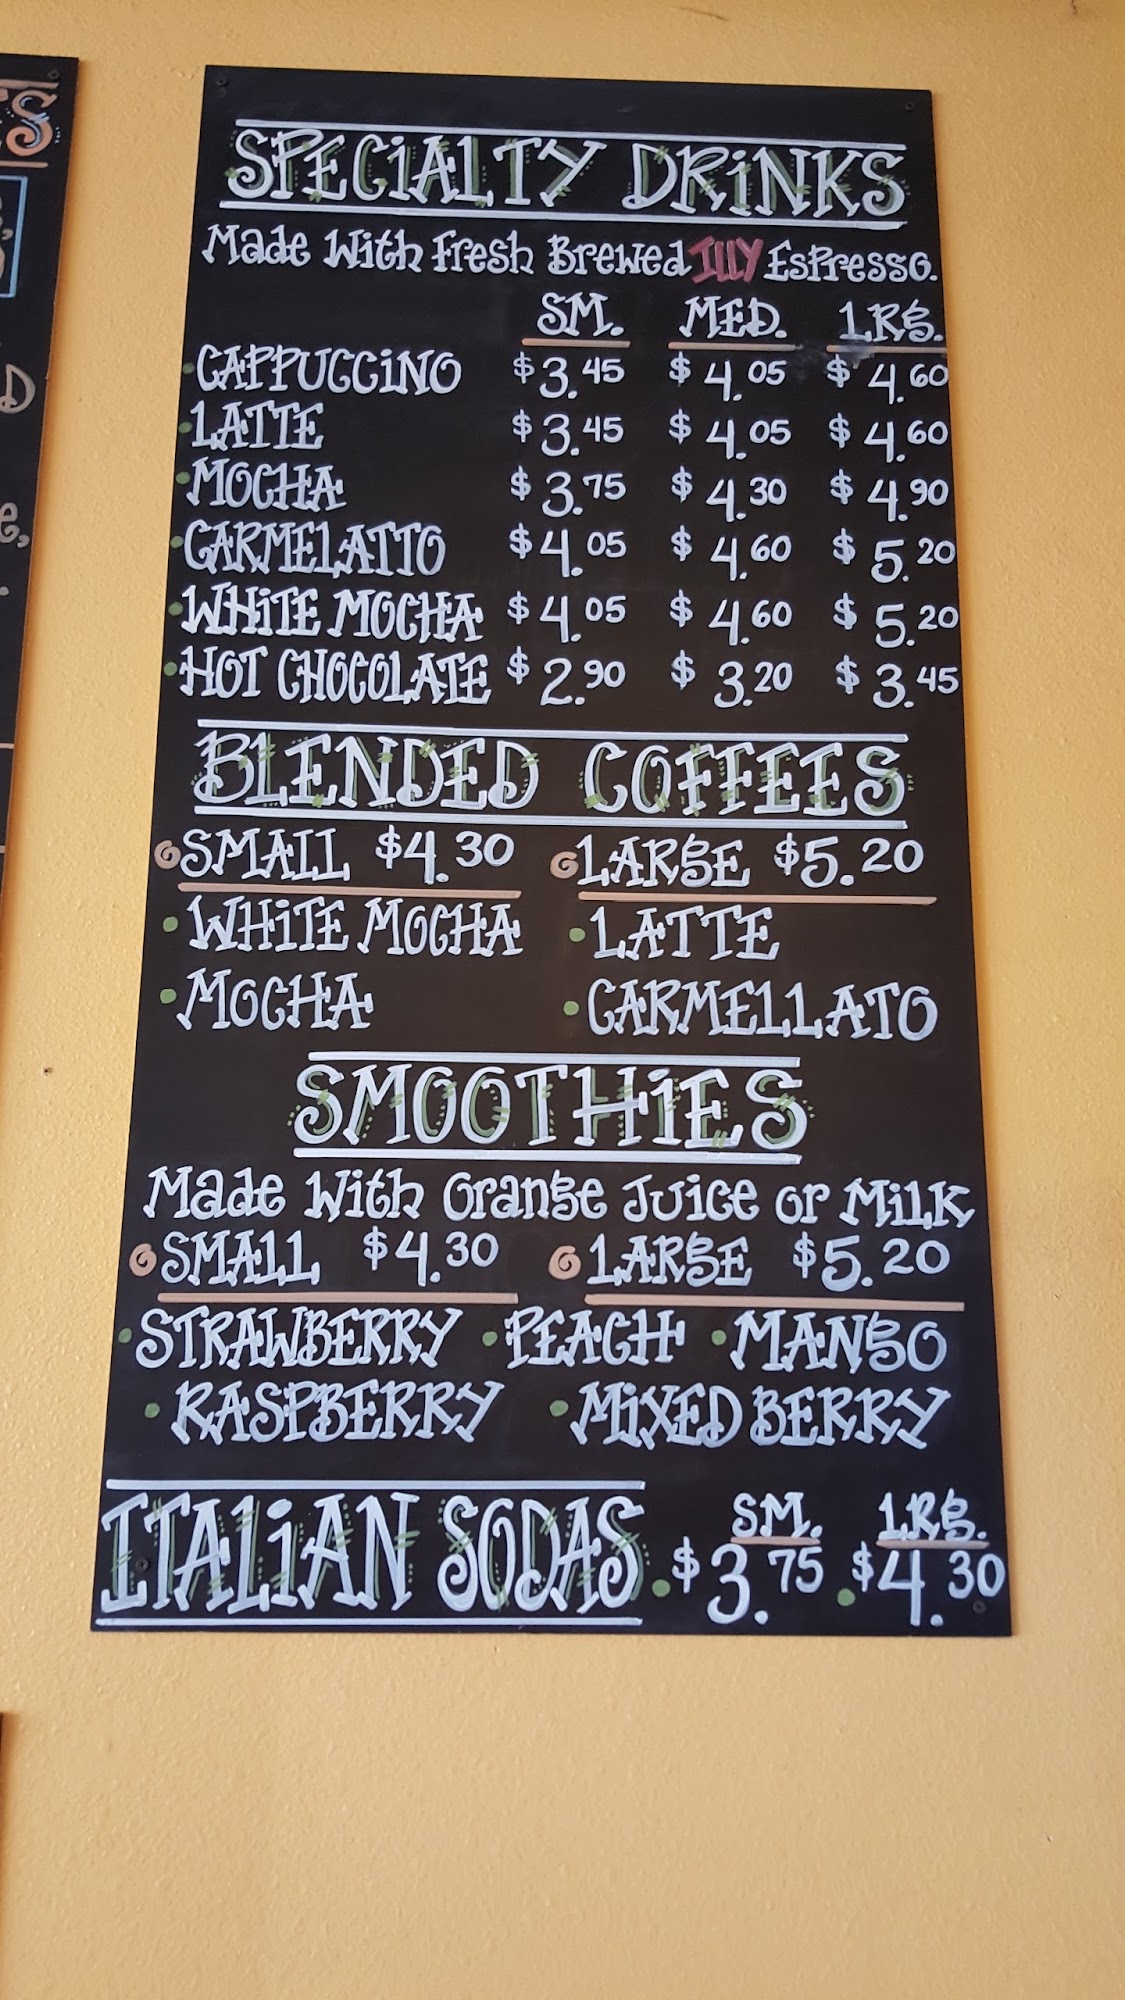 SPECiALTY DRiNKS
Made With Fresh Brewed ILLY Espresso.
SM. MED. LRg.
• CAPPUCCiNO $3.45 $4.05 $4.60
• LATTE $3.45 $4.05 $4.60
• MOCHA $3.75 $4.30 $4.90
• CARMELATTO $4.05 $4.60 $5.20
• WHiTE MOCHA $4.05 $4.60 $5.20
• HOT CHOCOLATE $2.90 $3.20 $3.45
BLENDED COFFEES
SMALL $4.30 LARgE $5.20
• WHiTE MOCHA • LATTE
• MOCHA • CARMELLATO
SMOOTHiES
Made With Orange Juice or Milk
SMALL $4.30 LARgE $5.20
• STRAWBERRY • PEACH • MANgO
• RASPBERRY • MiXED BERRY
SM. LRg.
ITALiAN SODAS • $3.75 • $4.30